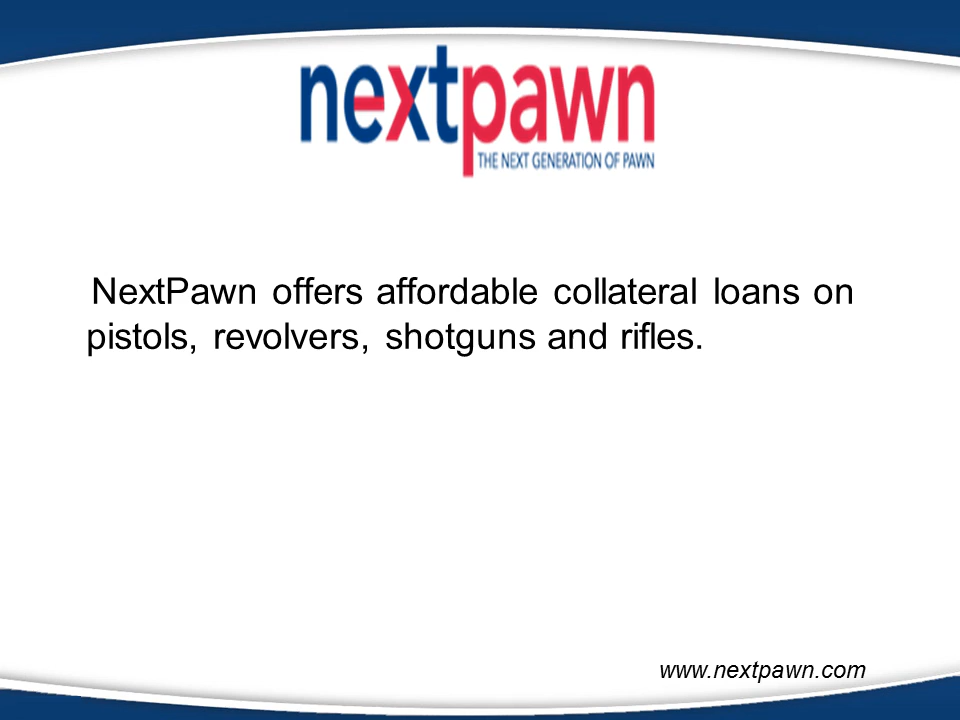 nextpawn
THE NEXT GENERATION OF PAWN
NextPawn offers affordable collateral loans on
pistols, revolvers, shotguns and rifles.
www.nextpawn.com